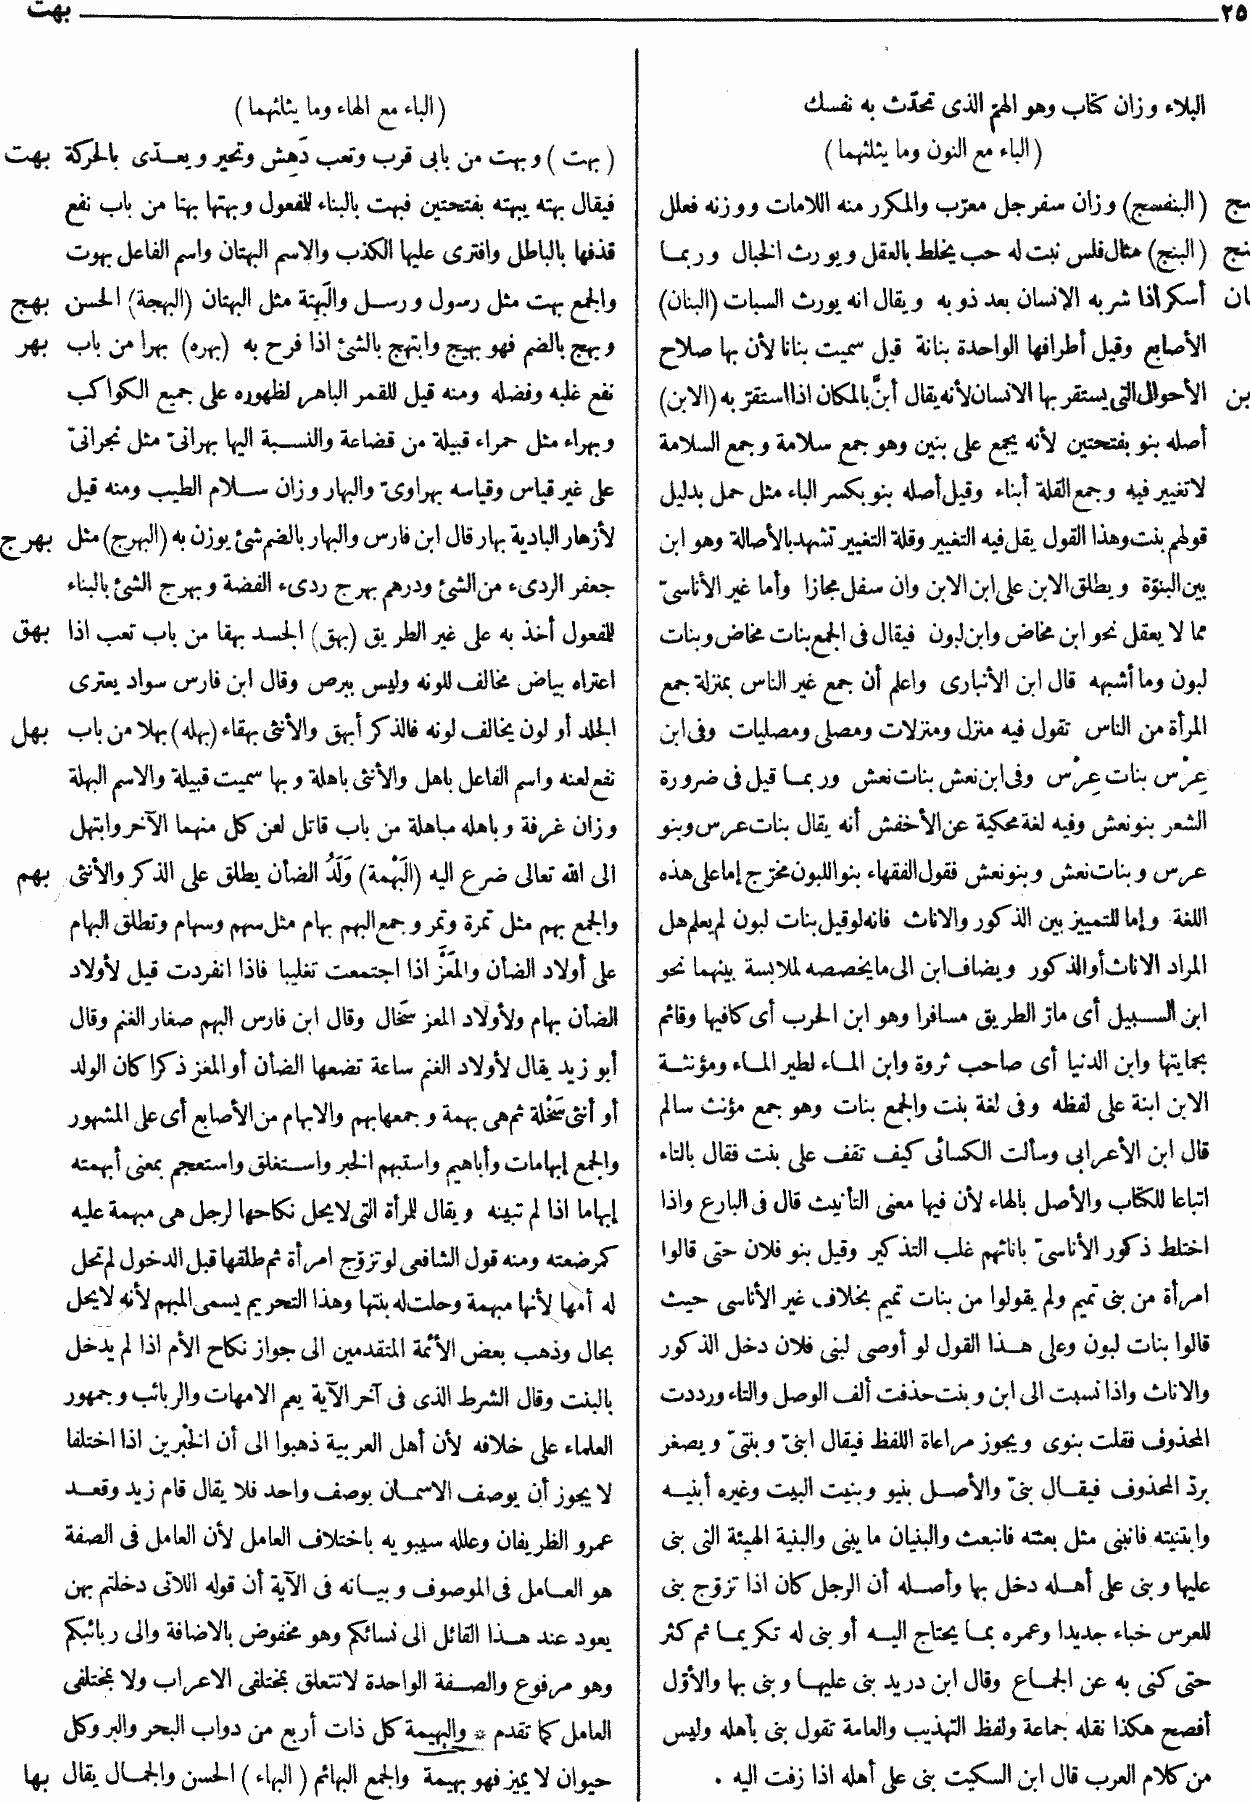 ٢٥
بهت
البلاء وزان كتاب وهو الهمّ الذى تحدّث به نفسك
(الباء مع النون وما يثلثهما)
(البنفسج) وزان سفرجل معرّب والمكرر منه اللامات ووزنه فعلل
(البنج) مثال فلس نبت له حب يخلط بالعقل ويورث الخبال وربما
أسكر اذا شربه الانسان بعد ذوبه ويقال انه يورث السبات (البنان)
الأصابع وقيل أطرافها الواحدة بنانة قيل سميت بنانا لأن بها صلاح
الأحوال التى يستقر بها الانسان لأنه يقال أبنَّ بالمكان اذا استقرّ به (الابن)
أصله بنو بفتحتين لأنه يجمع على بنين وهو جمع سلامة وجمع السلامة
لا تغيير فيه وجمع القلة أبناء وقيل أصله بنو بكسر الباء مثل حمل بدليل
قولهم بنت وهذا القول يقل فيه التغيير وقلة التغيير تشهد بالأصالة وهو ابن
بين البنوّة ويطلق الابن على ابن الابن وان سفل مجازا وأما غير الأناسىّ
مما لا يعقل نحو ابن مخاض وابن لبون فيقال فى الجمع بنات مخاض وبنات
لبون وما أشبهه قال ابن الأنبارى واعلم أن جمع غير الناس بمنزلة جمع
المرأة من الناس تقول فيه منزل ومنزلات ومصلى ومصليات وفى ابن
عِرْس بنات عِرْس وفى ابن نعش بنات نعش وربما قيل فى ضرورة
الشعر بنو نعش وفيه لغة محكية عن الأخفش أنه يقال بنات عرس وبنو
عرس وبنات نعش وبنو نعش فقول الفقهاء بنو اللبون مخرّج إما على هذه
اللغة وإما للتمييز بين الذكور والاناث فانه لو قيل بنات لبون لم يعلم هل
المراد الاناث أو الذكور ويضاف ابن الى ما يخصصه لملابسة بينهما نحو
ابن السبيل أى مارّ الطريق مسافرا وهو ابن الحرب أى كافيها وقائم
بحمايتها وابن الدنيا أى صاحب ثروة وابن الماء لطير الماء ومؤنثة
الابن ابنة على لفظه وفى لغة بنت والجمع بنات وهو جمع مؤنث سالم
قال ابن الأعرابى وسألت الكسائى كيف تقف على بنت فقال بالتاء
اتباعا للكتاب والأصل بالهاء لأن فيها معنى التأنيث قال فى البارع واذا
اختلط ذكور الأناسىّ باناثهم غلب التذكير وقيل بنو فلان حتى قالوا
امرأة من بنى تميم ولم يقولوا من بنات تميم بخلاف غير الأناسى حيث
قالوا بنات لبون وعلى هذا القول لو أوصى لبنى فلان دخل الذكور
والاناث واذا نسبت الى ابن وبنت حذفت ألف الوصل والتاء ورددت
المحذوف فقلت بنوى ويجوز مراعاة اللفظ فيقال ابنىّ وبنتىّ ويصغر
بردّ المحذوف فيقال بنىّ والأصل بنيو وبنيت البيت وغيره أبنيه
وابتنيته فانبنى مثل بعثته فانبعث والبنيان ما يبنى والبنية الهيئة التى بنى
عليها وبنى على أهله دخل بها وأصله أن الرجل كان اذا تزوّج بنى
للعرس خباء جديدا وعمره بما يحتاج اليه أو بنى له تكريما ثم كثر
حتى كنى به عن الجماع وقال ابن دريد بنى عليها وبنى بها والأوّل
أفصح هكذا نقله جماعة ولفظ التهذيب والعامة تقول بنى بأهله وليس
من كلام العرب قال ابن السكيت بنى على أهله اذا زفت اليه .
(الباء مع الهاء وما يثلثهما)
بهت (بهت) وبهت من بابى قرب وتعب دَهِش وتحير ويعدّى بالحركة
فيقال بهته يبهته بفتحتين فبهت بالبناء للفعول وبهتها بهتا من باب نفع
قذفها بالباطل وافترى عليها الكذب والاسم البهتان واسم الفاعل بهوت
بهج والجمع بهت مثل رسول ورسل والبَهتة مثل البهتان (البهجة) الحسن
بهر وبهج بالضم فهو بهيج وابتهج بالشئ اذا فرح به (بهره) بهرا من باب
نفع غلبه وفضله ومنه قيل للقمر الباهر لظهوره على جميع الكواكب
وبهراء مثل حمراء قبيلة من قضاعة والنسبة اليها بهرانىّ مثل نجرانىّ
على غير قياس وقياسه بهراوىّ والبهار وزان سلام الطيب ومنه قيل
بهرج لأزهار البادية بهار قال ابن فارس والبهار بالضم شئ يوزن به (البهرج) مثل
جعفر الردىء من الشئ ودرهم بهرج ردىء الفضة وبهرج الشئ بالبناء
بهق للفعول أخذ به على غير الطريق (بهق) الجسد بهقا من باب تعب اذا
اعتراه بياض مخالف للونه وليس ببرص وقال ابن فارس سواد يعترى
بهل الجلد أو لون يخالف لونه فالذكر أبهق والأنثى بهقاء (بهله) بهلا من باب
نفع لعنه واسم الفاعل باهل والأنثى باهلة وبها سميت قبيلة والاسم البهلة
وزان غرفة وباهله مباهلة من باب قاتل لعن كل منهما الآخر وابتهل
بهم الى الله تعالى ضرع اليه (البَهْمة) وَلَدُ الضأن يطلق على الذكر والأنثى
والجمع بهم مثل تمرة وتمر وجمع البهم بهام مثل سهم وسهام وتطلق البهام
على أولاد الضأن والمَعَز اذا اجتمعت تغليبا فاذا انفردت قيل لأولاد
الضأن بهام ولأولاد المعز سَخال وقال ابن فارس البهم صغار الغنم وقال
أبو زيد يقال لأولاد الغنم ساعة تضعها الضأن أو المعز ذكرا كان الولد
أو أنثى سَخْلة ثم هى بهمة وجمعها بهم والابهام من الأصابع أى على المشهور
والجمع إبهامات وأباهيم واستبهم الخبر واستغلق واستعجم بمعنى أبهمته
إبهاما اذا لم تبينه ويقال للمرأة التى لا يحل نكاحها لرجل هى مبهمة عليه
كمرضعته ومنه قول الشافعى لو تزوّج امرأة ثم طلقها قبل الدخول لم تحل
له أمها لأنها مبهمة وحلت له بنتها وهذا التحريم يسمى المبهم لأنه لا يحل
بحال وذهب بعض الأئمة المتقدمين الى جواز نكاح الأم اذا لم يدخل
بالبنت وقال الشرط الذى فى آخر الآية يعم الامهات والربائب وجمهور
العلماء على خلافه لأن أهل العربية ذهبوا الى أن الخبرين اذا اختلفا
لا يجوز أن يوصف الاسمان بوصف واحد فلا يقال قام زيد وقعد
عمرو الظريفان وعلله سيبويه باختلاف العامل لأن العامل فى الصفة
هو العامل فى الموصوف وبيانه فى الآية أن قوله اللاتى دخلتم بهن
يعود عند هذا القائل الى نسائكم وهو مخفوض بالاضافة والى ربائبكم
وهو مرفوع والصفة الواحدة لا تتعلق بمختلفى الاعراب ولا بمختلفى
العامل كما تقدم * والبهيمة كل ذات أربع من دواب البحر والبر وكل
بها حيوان لا يميز فهو بهيمة والجمع البهائم (البهاء) الحسن والجمال يقال